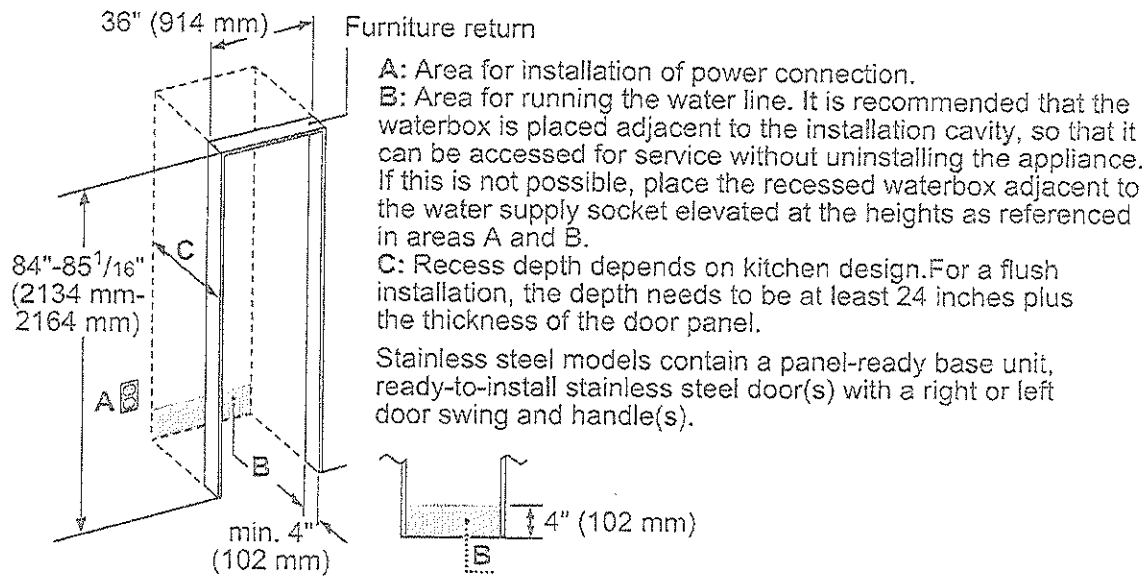 36" (914 mm)
Furniture return
A: Area for installation of power connection.
B: Area for running the water line. It is recommended that the
waterbox is placed adjacent to the installation cavity, so that it
can be accessed for service without uninstalling the appliance.
If this is not possible, place the recessed waterbox adjacent to
the water supply socket elevated at the heights as referenced
in areas A and B.
C: Recess depth depends on kitchen design.For a flush
installation, the depth needs to be at least 24 inches plus
the thickness of the door panel.
Stainless steel models contain a panel-ready base unit,
ready-to-install stainless steel door(s) with a right or left
door swing and handle(s).
C
84"-85 1/16"
(2134 mm-
2164 mm)
A
B
min. 4"
(102 mm)
4" (102 mm)
B